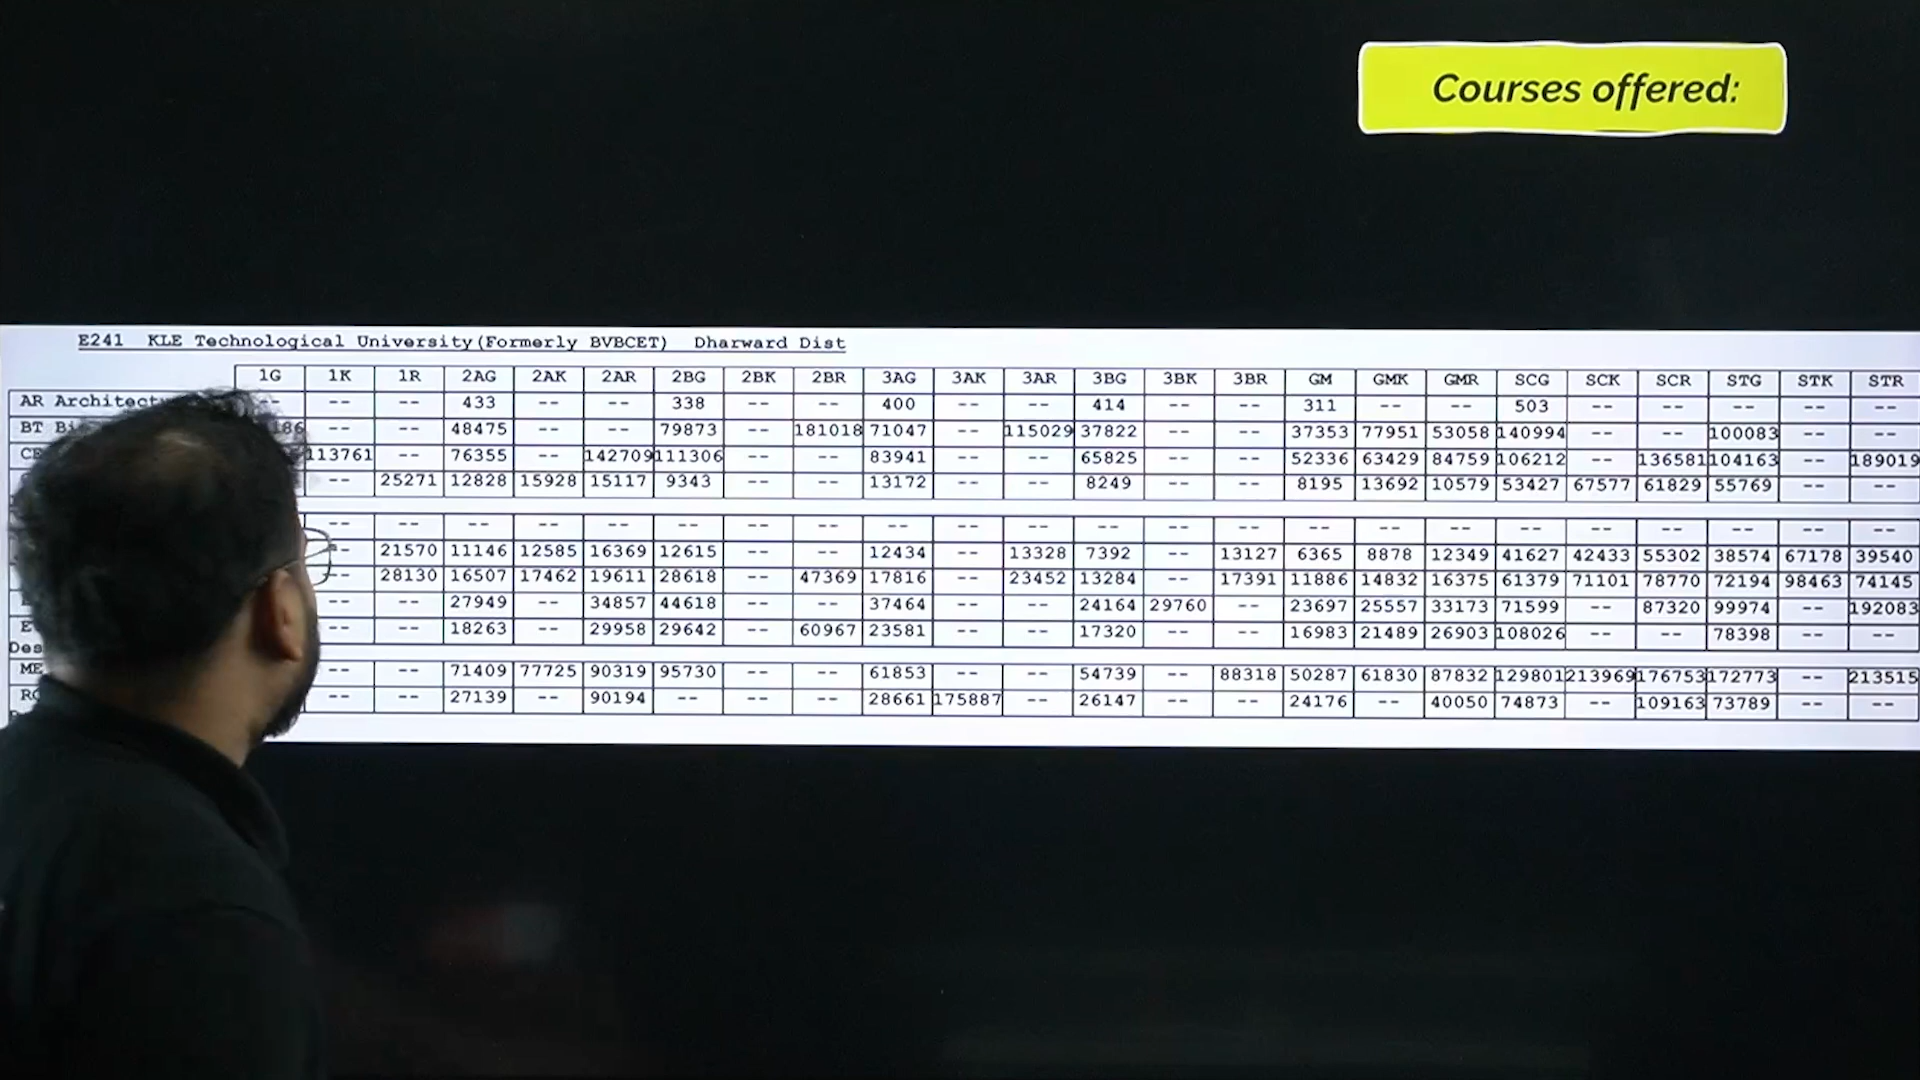 Courses offered:
E241 KLE Technological University(Formerly BVBCET) Dharward Dist
1G 1K 1R 2AG 2AK 2AR 2BG 2BK 2BR 3AG 3AK 3AR 3BG 3BK 3BR GM GMK GMR SCG SCK SCR STG STK STR
AR -- -- -- 433 -- -- 338 -- -- 400 -- -- 414 -- -- 311 -- -- 503 -- -- -- -- --
BT -- -- 48475 -- -- 79873 -- 181018 71047 -- 115029 37822 -- -- 37353 77951 53058 140994 -- -- 100083 -- --
CE 113761 -- 76355 -- 142709 111306 -- -- 83941 -- -- 65825 -- -- 52336 63429 84759 106212 -- 136581 104163 -- 189019
-- 25271 12828 15928 15117 9343 -- -- 13172 -- -- 8249 -- -- 8195 13692 10579 53427 67577 61829 55769 -- --
-- -- -- -- -- -- -- -- -- -- -- -- -- -- -- -- -- -- -- -- -- -- --
-- 21570 11146 12585 16369 12615 -- -- 12434 -- 13328 7392 -- 13127 6365 8878 12349 41627 42433 55302 38574 67178 39540
-- 28130 16507 17462 19611 28618 -- 47369 17816 -- 23452 13284 -- 17391 11886 14832 16375 61379 71101 78770 72194 98463 74145
-- -- 27949 -- 34857 44618 -- -- 37464 -- -- 24164 29760 -- 23697 25557 33173 71599 -- 87320 99974 -- 192083
-- -- 18263 -- 29958 29642 -- 60967 23581 -- -- 17320 -- -- 16983 21489 26903 108026 -- -- 78398 -- --
ME -- -- 71409 77725 90319 95730 -- -- 61853 -- -- 54739 -- 88318 50287 61830 87832 129801 213969 176753 172773 -- 213515
-- -- 27139 -- 90194 -- -- -- 28661 175887 -- 26147 -- -- 24176 -- 40050 74873 -- 109163 73789 -- --